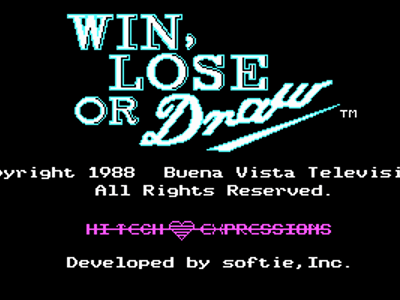 WIN,
LOSE
OR Draw ™
pyright 1988 Buena Vista Televisi
All Rights Reserved.
HI TECH EXPRESSIONS
Developed by softie,Inc.